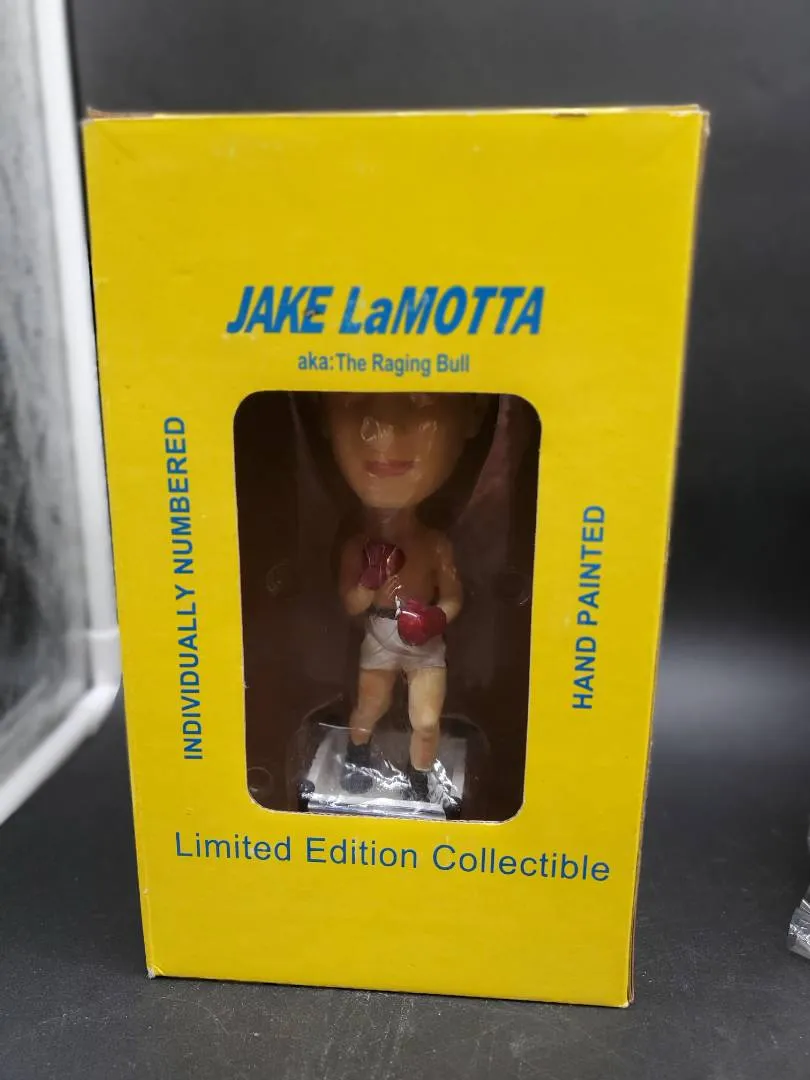 JAKE LaMOTTA
aka:The Raging Bull
INDIVIDUALLY NUMBERED
HAND PAINTED
Limited Edition Collectible